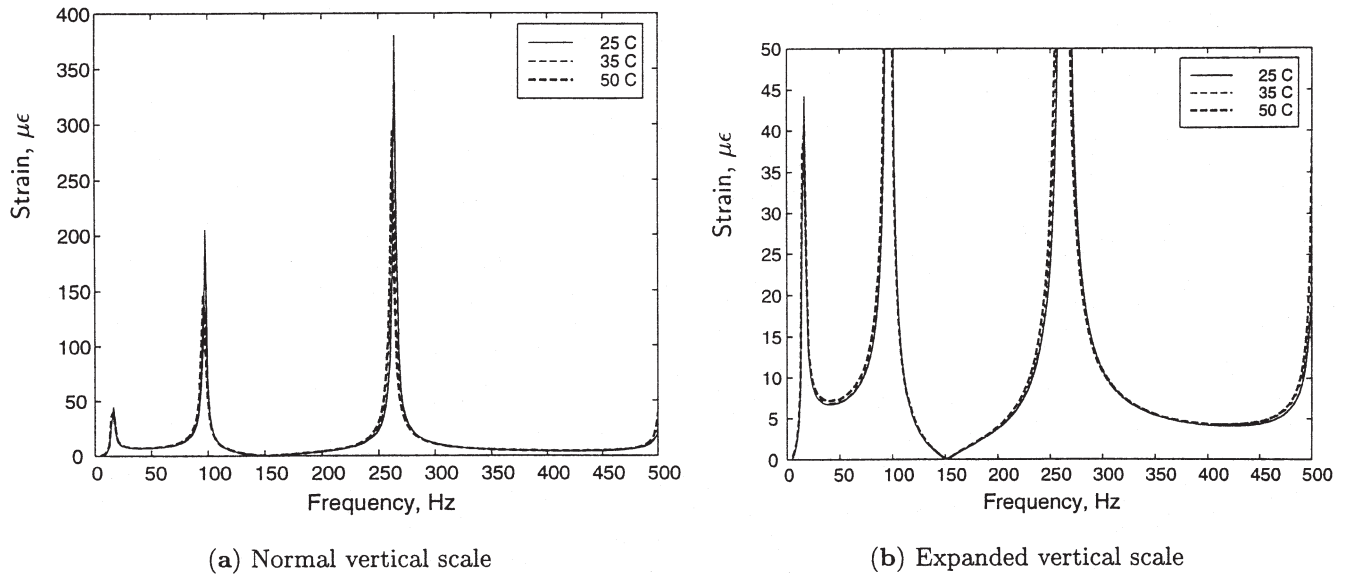 400
350
300
250
200
150
100
50
0
Strain, με
25 C
35 C
50 C
0 50 100 150 200 250 300 350 400 450 500
Frequency, Hz
(a) Normal vertical scale
50
45
40
35
30
25
20
15
10
5
0
Strain, με
25 C
35 C
50 C
0 50 100 150 200 250 300 350 400 450 500
Frequency, Hz
(b) Expanded vertical scale